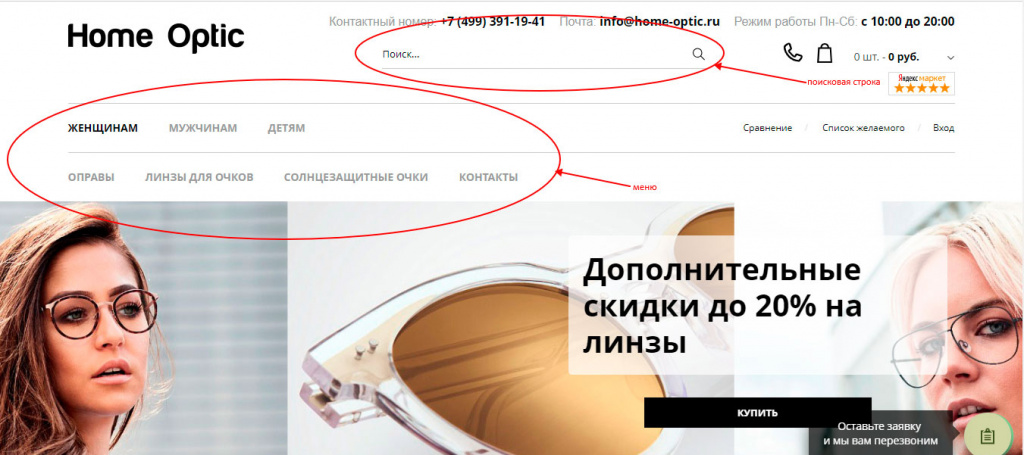 Home Optic
Контактный номер: +7 (499) 391-19-41 Почта: info@home-optic.ru Режим работы Пн-Сб: с 10:00 до 20:00
Поиск...
0 шт. - 0 руб.
поисковая строка
Яндекс маркет
ЖЕНЩИНАМ МУЖЧИНАМ ДЕТЯМ
Сравнение / Список желаемого / Вход
ОПРАВЫ ЛИНЗЫ ДЛЯ ОЧКОВ СОЛНЦЕЗАЩИТНЫЕ ОЧКИ КОНТАКТЫ
меню
Дополнительные
скидки до 20% на
линзы
КУПИТЬ
Оставьте заявку
и мы вам перезвоним